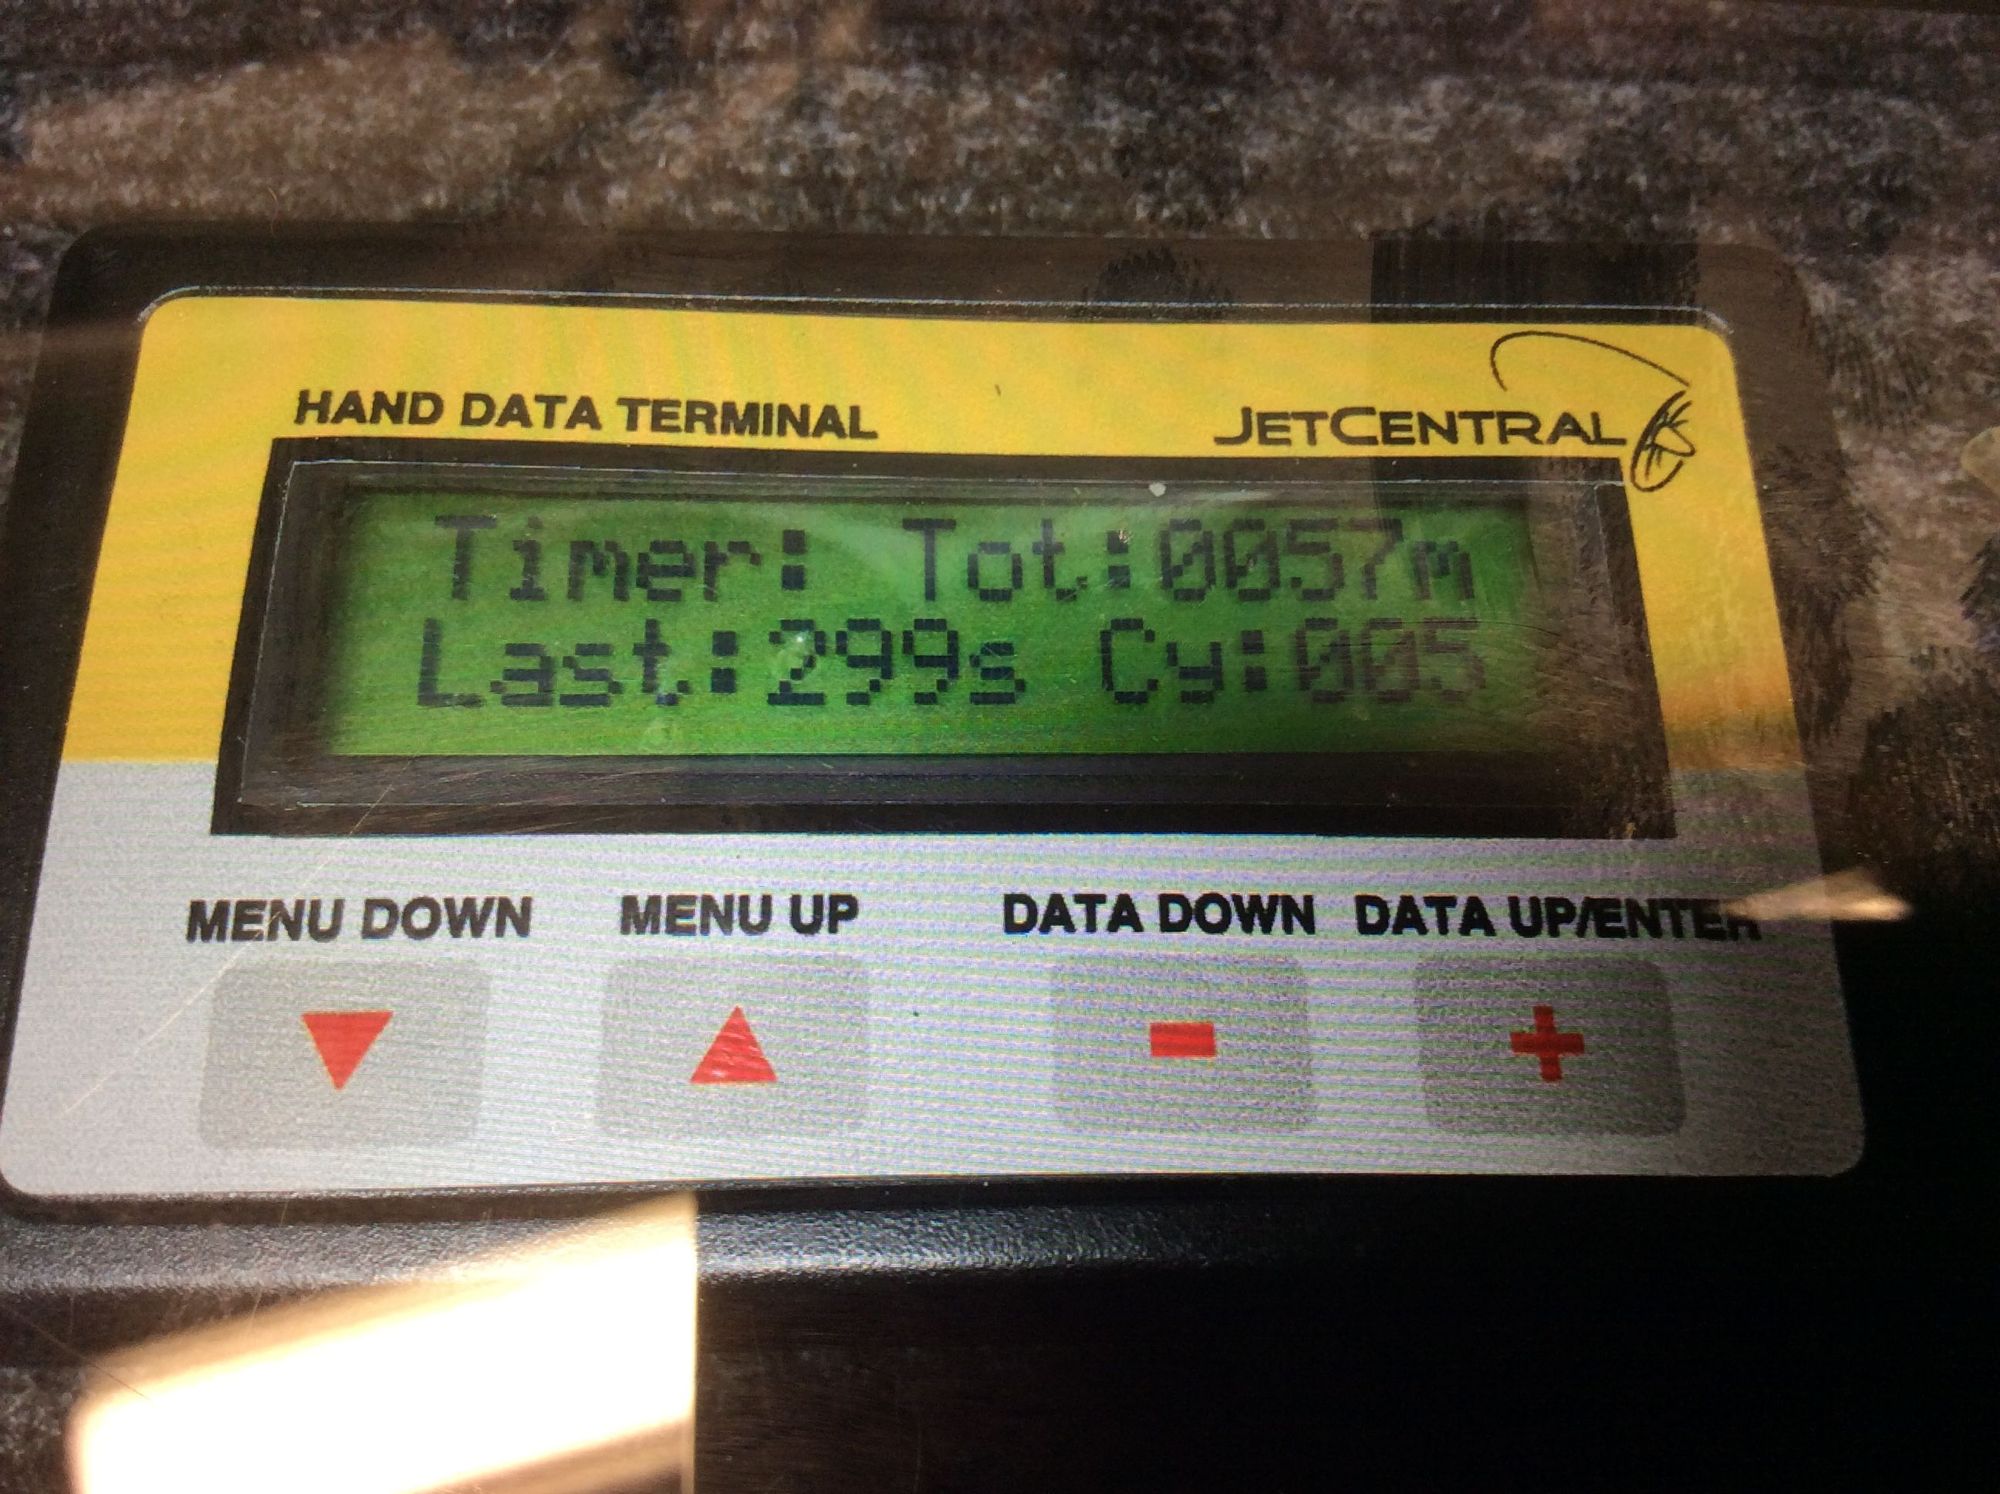 HAND DATA TERMINAL
JETCENTRAL
Timer: Tot:0057m
Last:299s Cy:005
MENU DOWN
MENU UP
DATA DOWN
DATA UP/ENTER